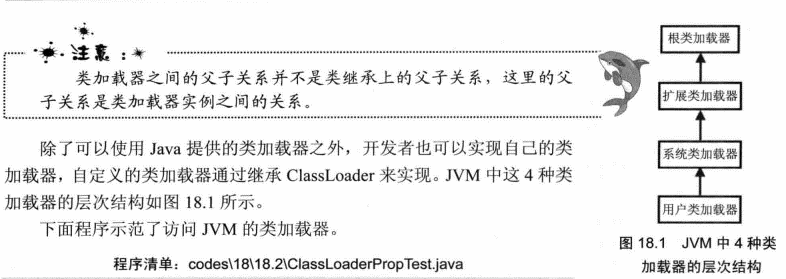 注意：
类加载器之间的父子关系并不是类继承上的父子关系，这里的父
子关系是类加载器实例之间的关系。
除了可以使用 Java 提供的类加载器之外，开发者也可以实现自己的类
加载器，自定义的类加载器通过继承 ClassLoader 来实现。JVM 中这 4 种类
加载器的层次结构如图 18.1 所示。
下面程序示范了访问 JVM 的类加载器。
程序清单：codes\18\18.2\ClassLoaderPropTest.java
根类加载器
扩展类加载器
系统类加载器
用户类加载器
图 18.1 JVM 中 4 种类
加载器的层次结构